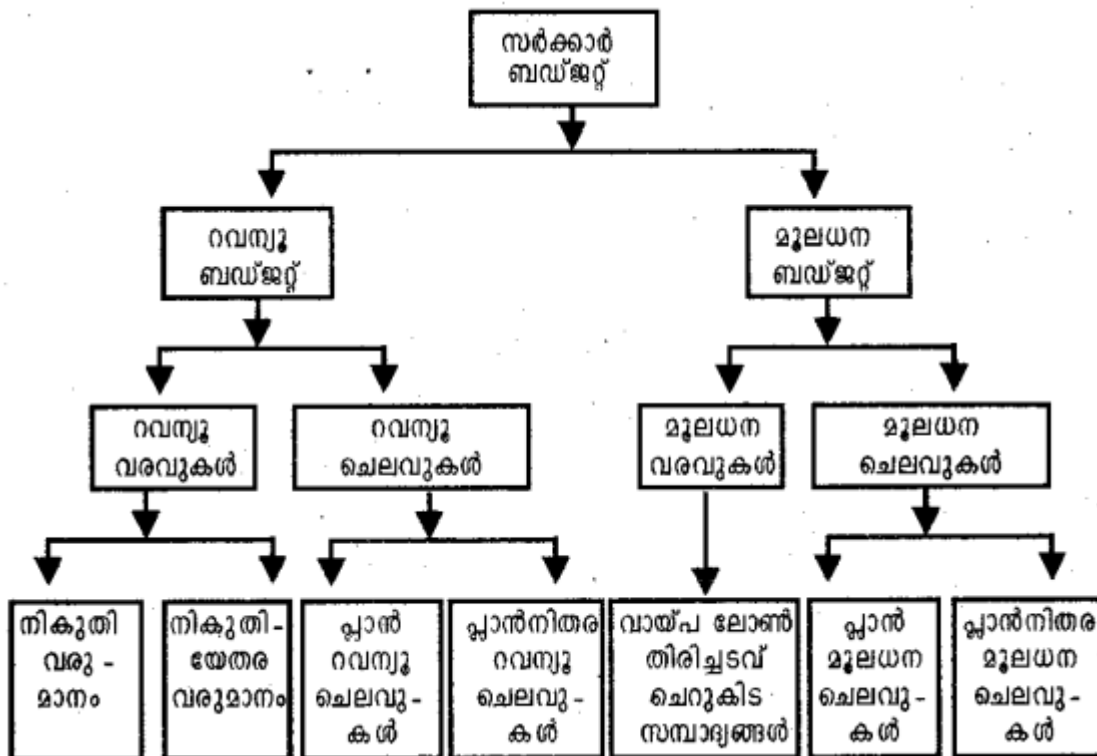 സർക്കാർ
ബഡ്ജറ്റ്
റവന്യൂ
ബഡ്ജറ്റ്
മൂലധന
ബഡ്ജറ്റ്
റവന്യൂ
വരവുകൾ
റവന്യൂ
ചെലവുകൾ
മൂലധന
വരവുകൾ
മൂലധന
ചെലവുകൾ
നികുതി
വരു -
മാനം
നികുതി-
യേതര
വരുമാനം
പ്ലാൻ
റവന്യൂ
ചെലവു -
കൾ
പ്ലാൻനിതര
റവന്യൂ
ചെലവു -
കൾ
വായ്പ ലോൺ
തിരിച്ചടവ്
ചെറുകിട
സമ്പാദ്യങ്ങൾ
പ്ലാൻ
മൂലധന
ചെലവു -
കൾ
പ്ലാൻനിതര
മൂലധന
ചെലവു -
കൾ